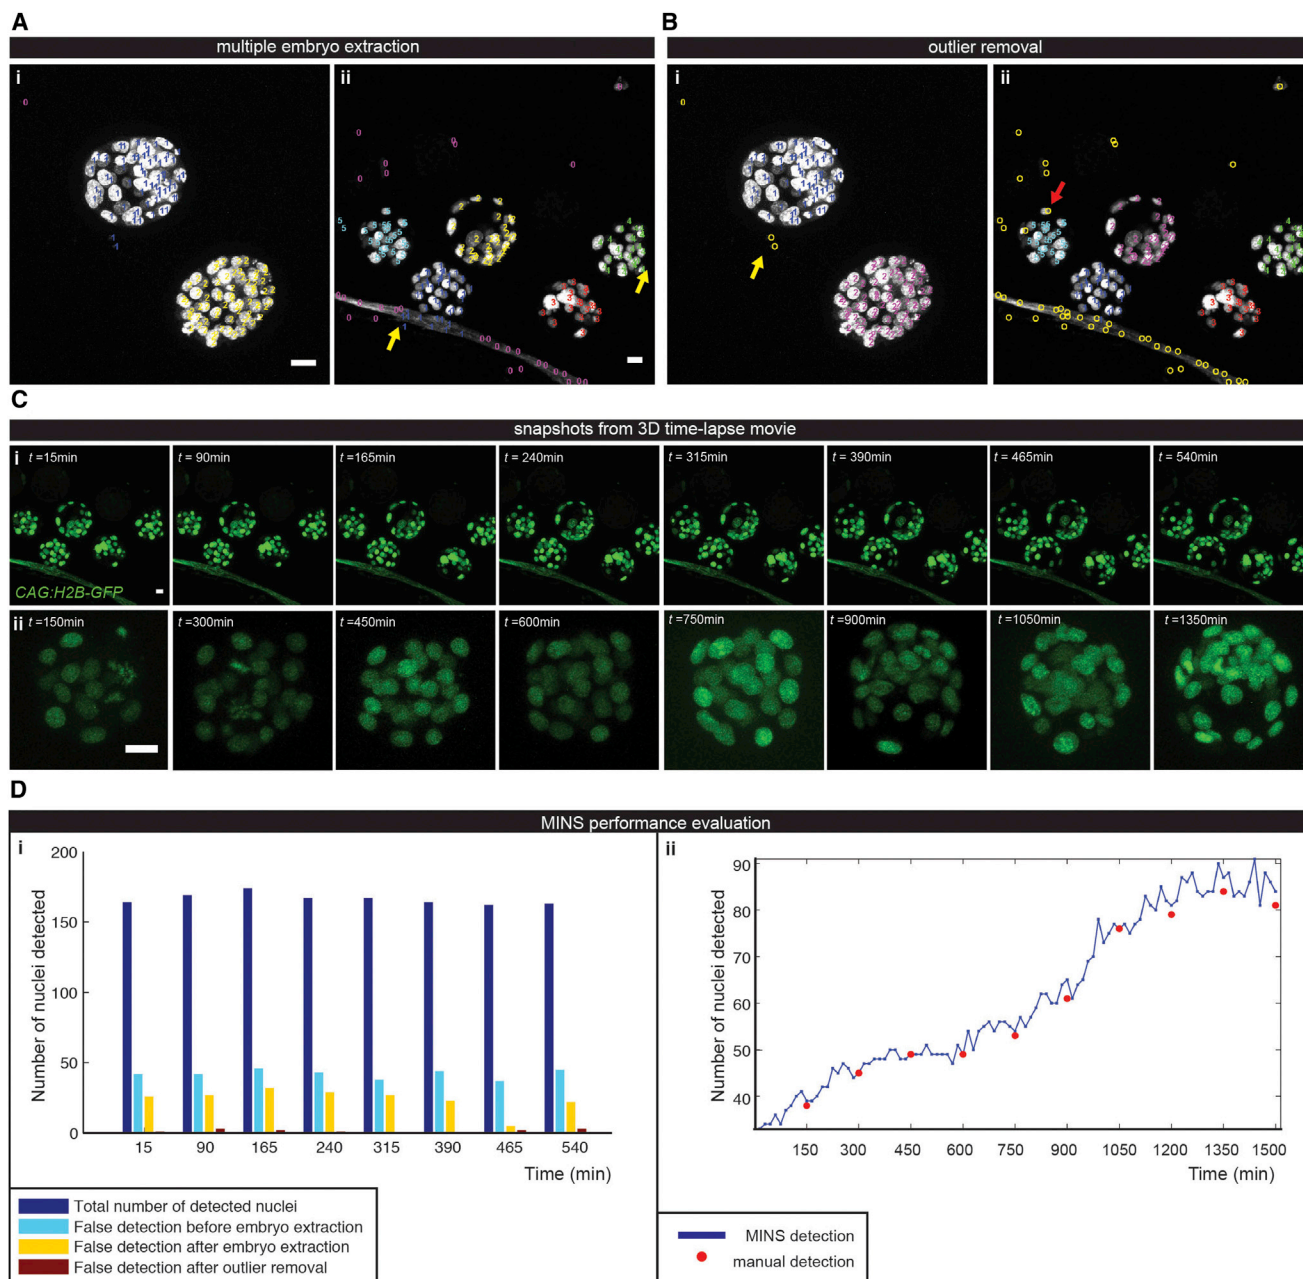 A
B
multiple embryo extraction
outlier removal
i
ii
i
ii
C
snapshots from 3D time-lapse movie
i
t =15min
t = 90min
t =165min
t =240min
t =315min
t =390min
t =465min
t =540min
CAG:H2B-GFP
ii
t =150min
t =300min
t =450min
t =600min
t =750min
t =900min
t =1050min
t =1350min
D
MINS performance evaluation
i
Number of nuclei detected
200
150
100
50
0
15 90 165 240 315 390 465 540
Time (min)
Total number of detected nuclei
False detection before embryo extraction
False detection after embryo extraction
False detection after outlier removal
ii
Number of nuclei detected
90
80
70
60
50
40
150 300 450 600 750 900 1050 1200 1350 1500
Time (min)
MINS detection
manual detection